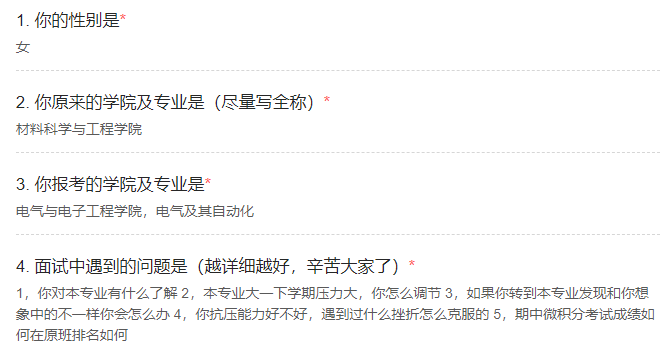 1. 你的性别是*
女
2. 你原来的学院及专业是（尽量写全称）*
材料科学与工程学院
3. 你报考的学院及专业是*
电气与电子工程学院，电气及其自动化
4. 面试中遇到的问题是（越详细越好，辛苦大家了）*
1，你对本专业有什么了解 2，本专业大一下学期压力大，你怎么调节 3，如果你转到本专业发现和你想
象中的不一样你会怎么办 4，你抗压能力好不好，遇到过什么挫折怎么克服的 5，期中微积分考试成绩如
何在原班排名如何